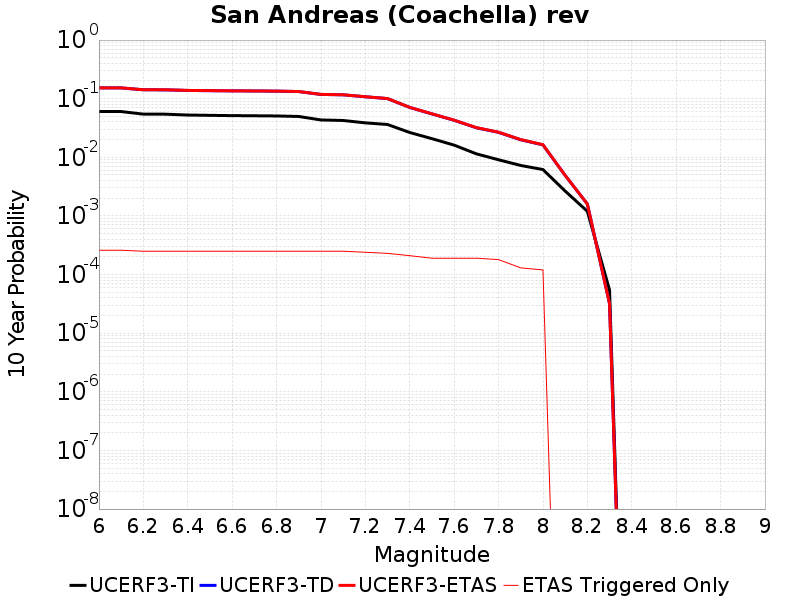 San Andreas (Coachella) rev
10^0
10^-1
10^-2
10^-3
10^-4
10^-5
10^-6
10^-7
10^-8
10 Year Probability
6 6.2 6.4 6.6 6.8 7 7.2 7.4 7.6 7.8 8 8.2 8.4 8.6 8.8 9
Magnitude
UCERF3-TI UCERF3-TD UCERF3-ETAS ETAS Triggered Only